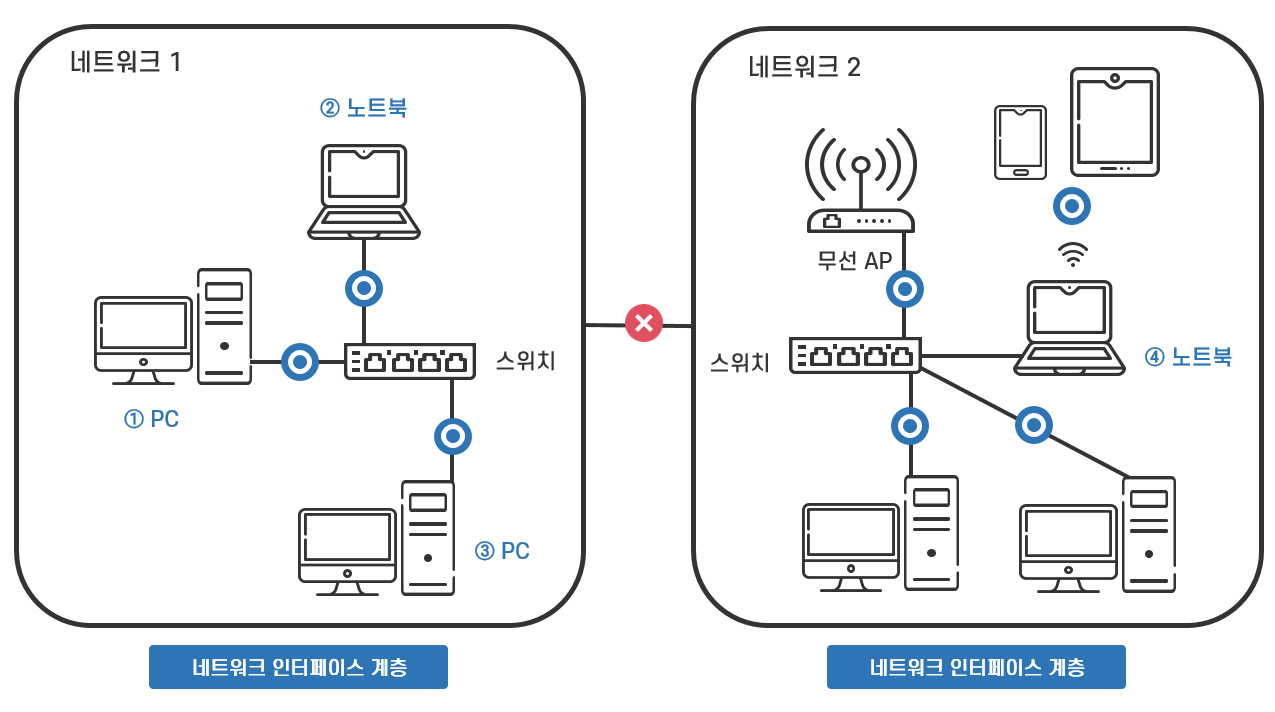 네트워크 1
② 노트북
스위치
① PC
③ PC
네트워크 인터페이스 계층
네트워크 2
무선 AP
스위치
④ 노트북
네트워크 인터페이스 계층